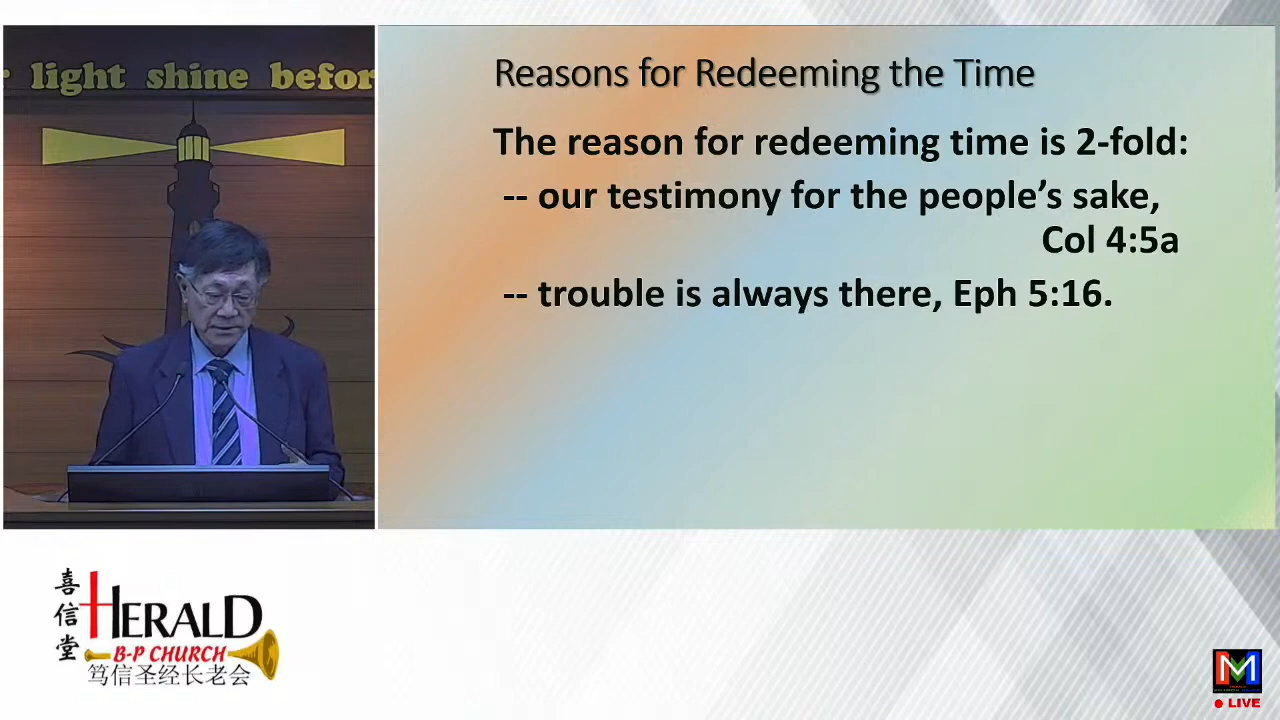 light shine befor
Reasons for Redeeming the Time
The reason for redeeming time is 2-fold:
-- our testimony for the people’s sake,
Col 4:5a
-- trouble is always there, Eph 5:16.
喜信堂
HERALD
B-P CHURCH
笃信圣经长老会
M
LIVE